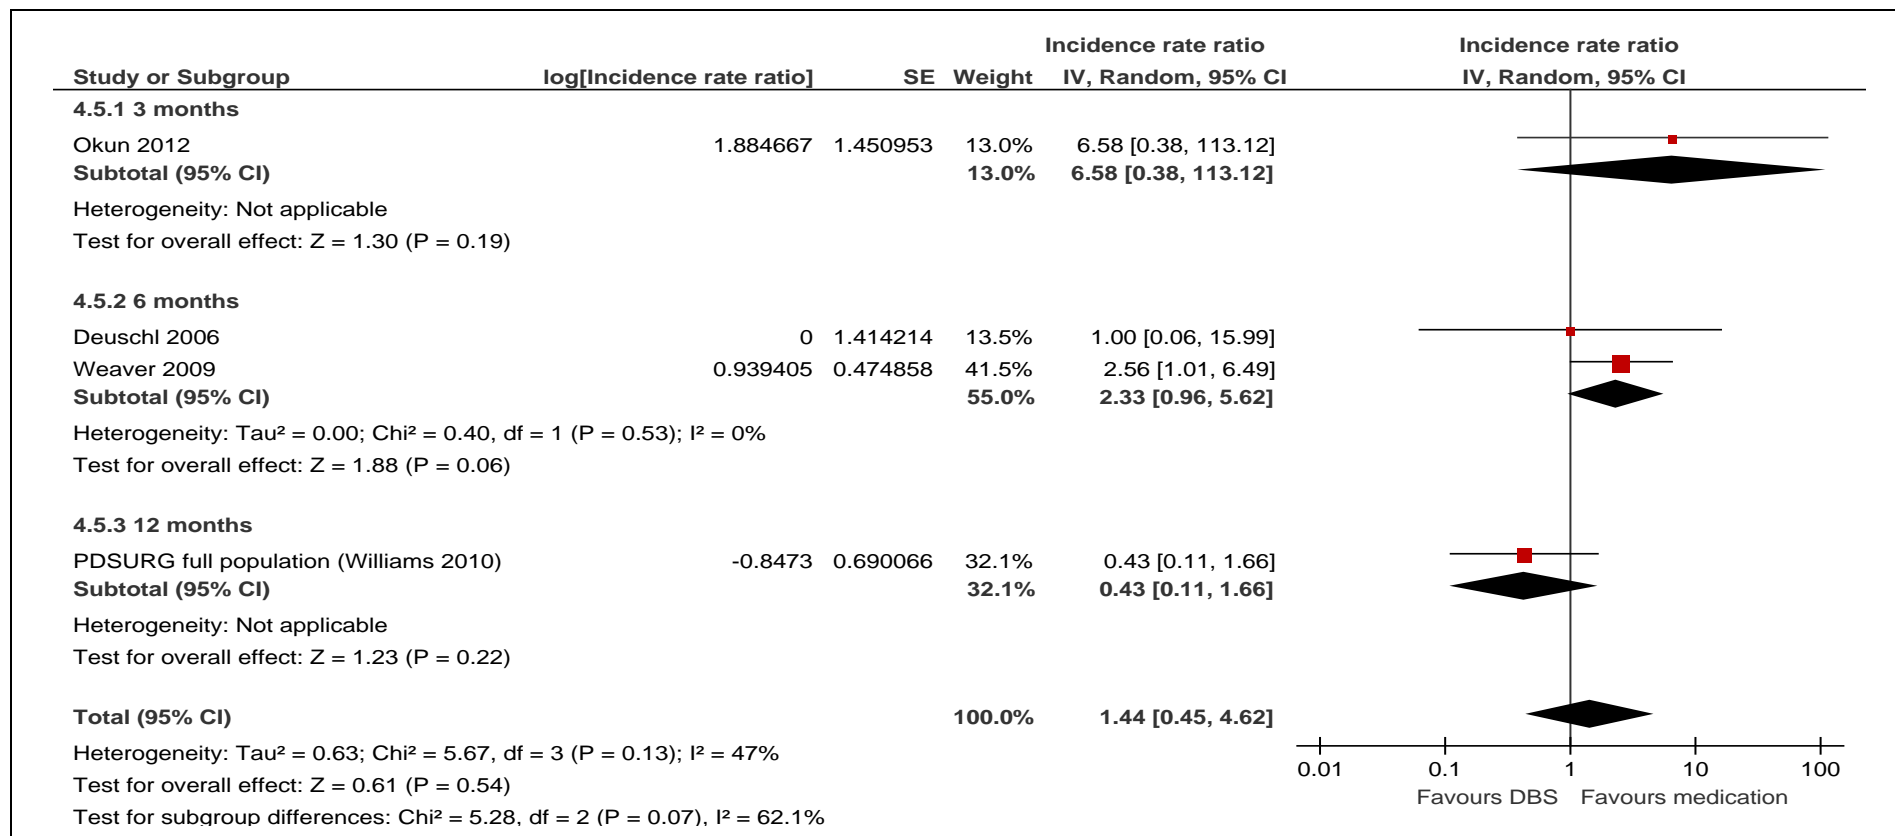 Incidence rate ratio Incidence rate ratio
Study or Subgroup log[Incidence rate ratio] SE Weight IV, Random, 95% CI IV, Random, 95% CI
4.5.1 3 months
Okun 2012 1.884667 1.450953 13.0% 6.58 [0.38, 113.12]
Subtotal (95% CI) 13.0% 6.58 [0.38, 113.12]
Heterogeneity: Not applicable
Test for overall effect: Z = 1.30 (P = 0.19)
4.5.2 6 months
Deuschl 2006 0 1.414214 13.5% 1.00 [0.06, 15.99]
Weaver 2009 0.939405 0.474858 41.5% 2.56 [1.01, 6.49]
Subtotal (95% CI) 55.0% 2.33 [0.96, 5.62]
Heterogeneity: Tau² = 0.00; Chi² = 0.40, df = 1 (P = 0.53); I² = 0%
Test for overall effect: Z = 1.88 (P = 0.06)
4.5.3 12 months
PDSURG full population (Williams 2010) -0.8473 0.690066 32.1% 0.43 [0.11, 1.66]
Subtotal (95% CI) 32.1% 0.43 [0.11, 1.66]
Heterogeneity: Not applicable
Test for overall effect: Z = 1.23 (P = 0.22)
Total (95% CI) 100.0% 1.44 [0.45, 4.62]
Heterogeneity: Tau² = 0.63; Chi² = 5.67, df = 3 (P = 0.13); I² = 47%
Test for overall effect: Z = 0.61 (P = 0.54)
Test for subgroup differences: Chi² = 5.28, df = 2 (P = 0.07), I² = 62.1%
0.01 0.1 1 10 100
Favours DBS Favours medication